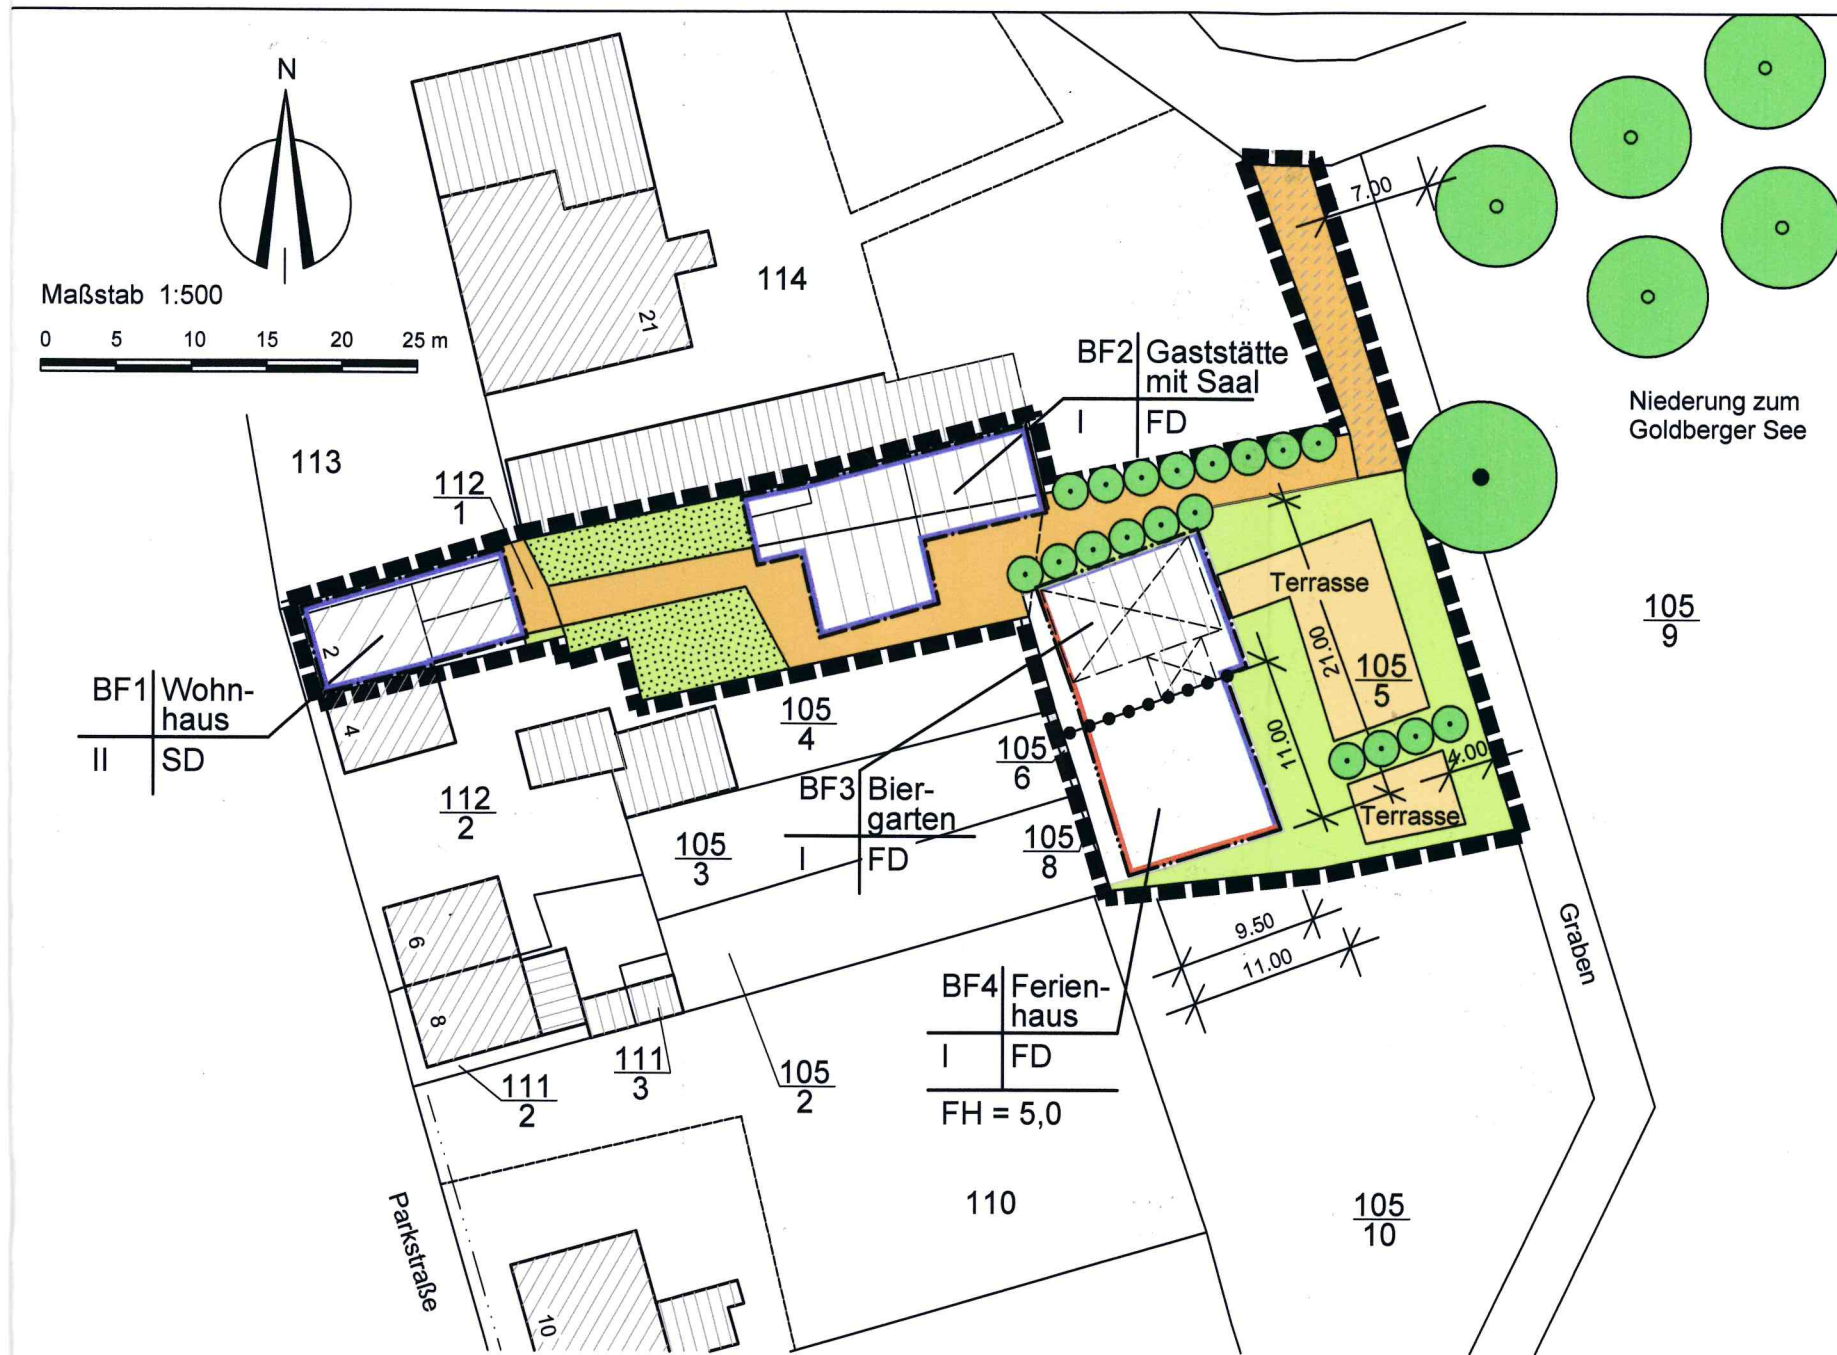 N
Maßstab 1:500
0 5 10 15 20 25 m
21
114
7.00
BF2 Gaststätte
mit Saal
I FD
Niederung zum
Goldberger See
113
112
1
Terrasse
105
9
2
BF1 Wohn-
haus
II SD
4
21.00
105
5
105
4
11.00
105
6
4.00
BF3 Bier-
garten
I FD
Terrasse
112
2
105
3
105
8
Graben
6
9.50
11.00
8
BF4 Ferien-
haus
I FD
FH = 5,0
111
2
111
3
105
2
Parkstraße
110
105
10
10